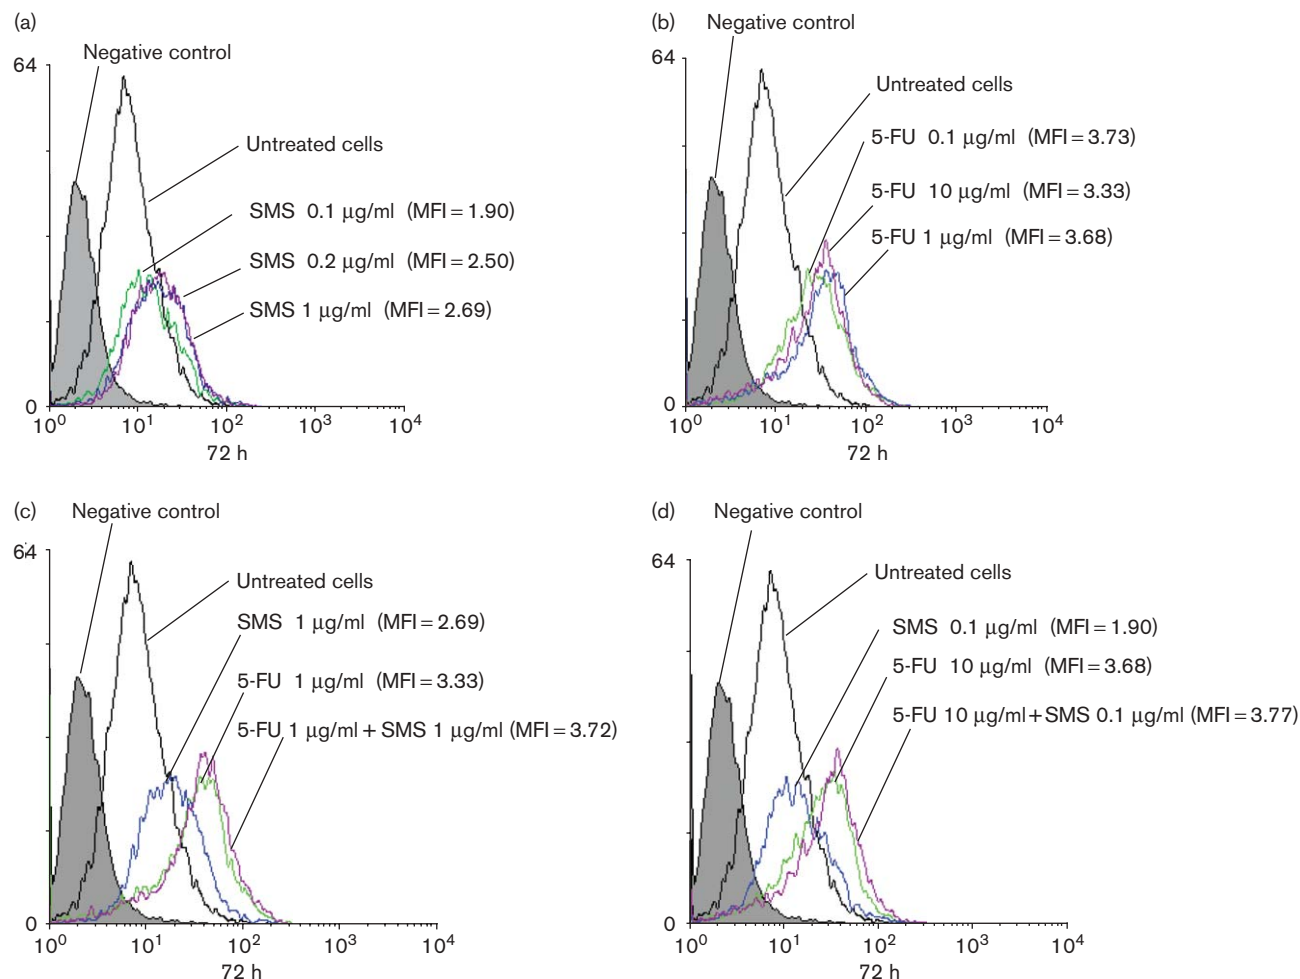 (a)
Negative control
64
Untreated cells
SMS 0.1 µg/ml (MFI = 1.90)
SMS 0.2 µg/ml (MFI = 2.50)
SMS 1 µg/ml (MFI = 2.69)
0
10⁰ 10¹ 10² 10³ 10⁴
72 h
(b)
Negative control
64
Untreated cells
5-FU 0.1 µg/ml (MFI = 3.73)
5-FU 10 µg/ml (MFI = 3.33)
5-FU 1 µg/ml (MFI = 3.68)
0
10⁰ 10¹ 10² 10³ 10⁴
72 h
(c)
Negative control
64
Untreated cells
SMS 1 µg/ml (MFI = 2.69)
5-FU 1 µg/ml (MFI = 3.33)
5-FU 1 µg/ml + SMS 1 µg/ml (MFI = 3.72)
0
10⁰ 10¹ 10² 10³ 10⁴
72 h
(d)
Negative control
64
Untreated cells
SMS 0.1 µg/ml (MFI = 1.90)
5-FU 10 µg/ml (MFI = 3.68)
5-FU 10 µg/ml + SMS 0.1 µg/ml (MFI = 3.77)
0
10⁰ 10¹ 10² 10³ 10⁴
72 h